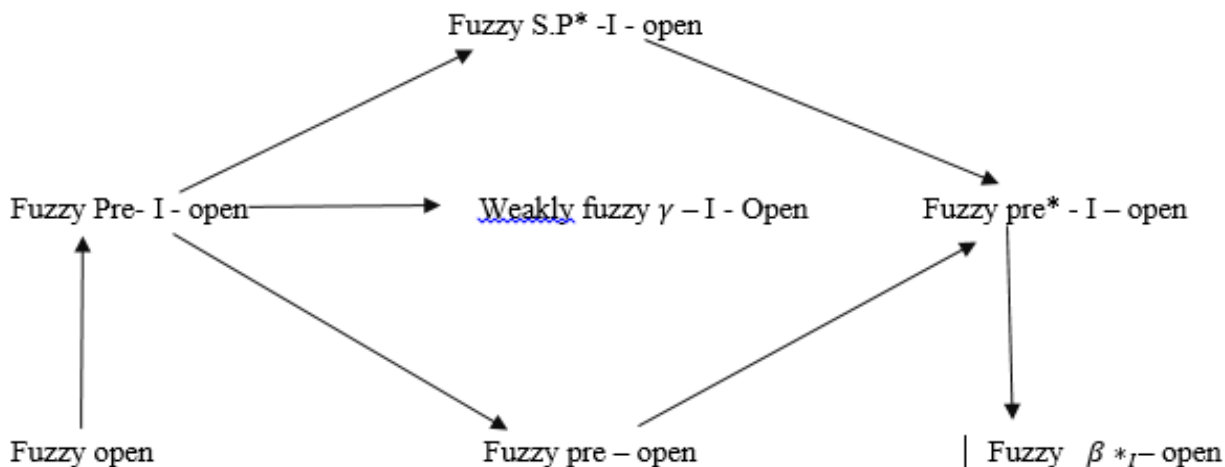 Fuzzy S.P* -I - open
Fuzzy Pre- I - open Weakly fuzzy γ – I - Open Fuzzy pre* - I – open
Fuzzy open Fuzzy pre – open Fuzzy β *I– open